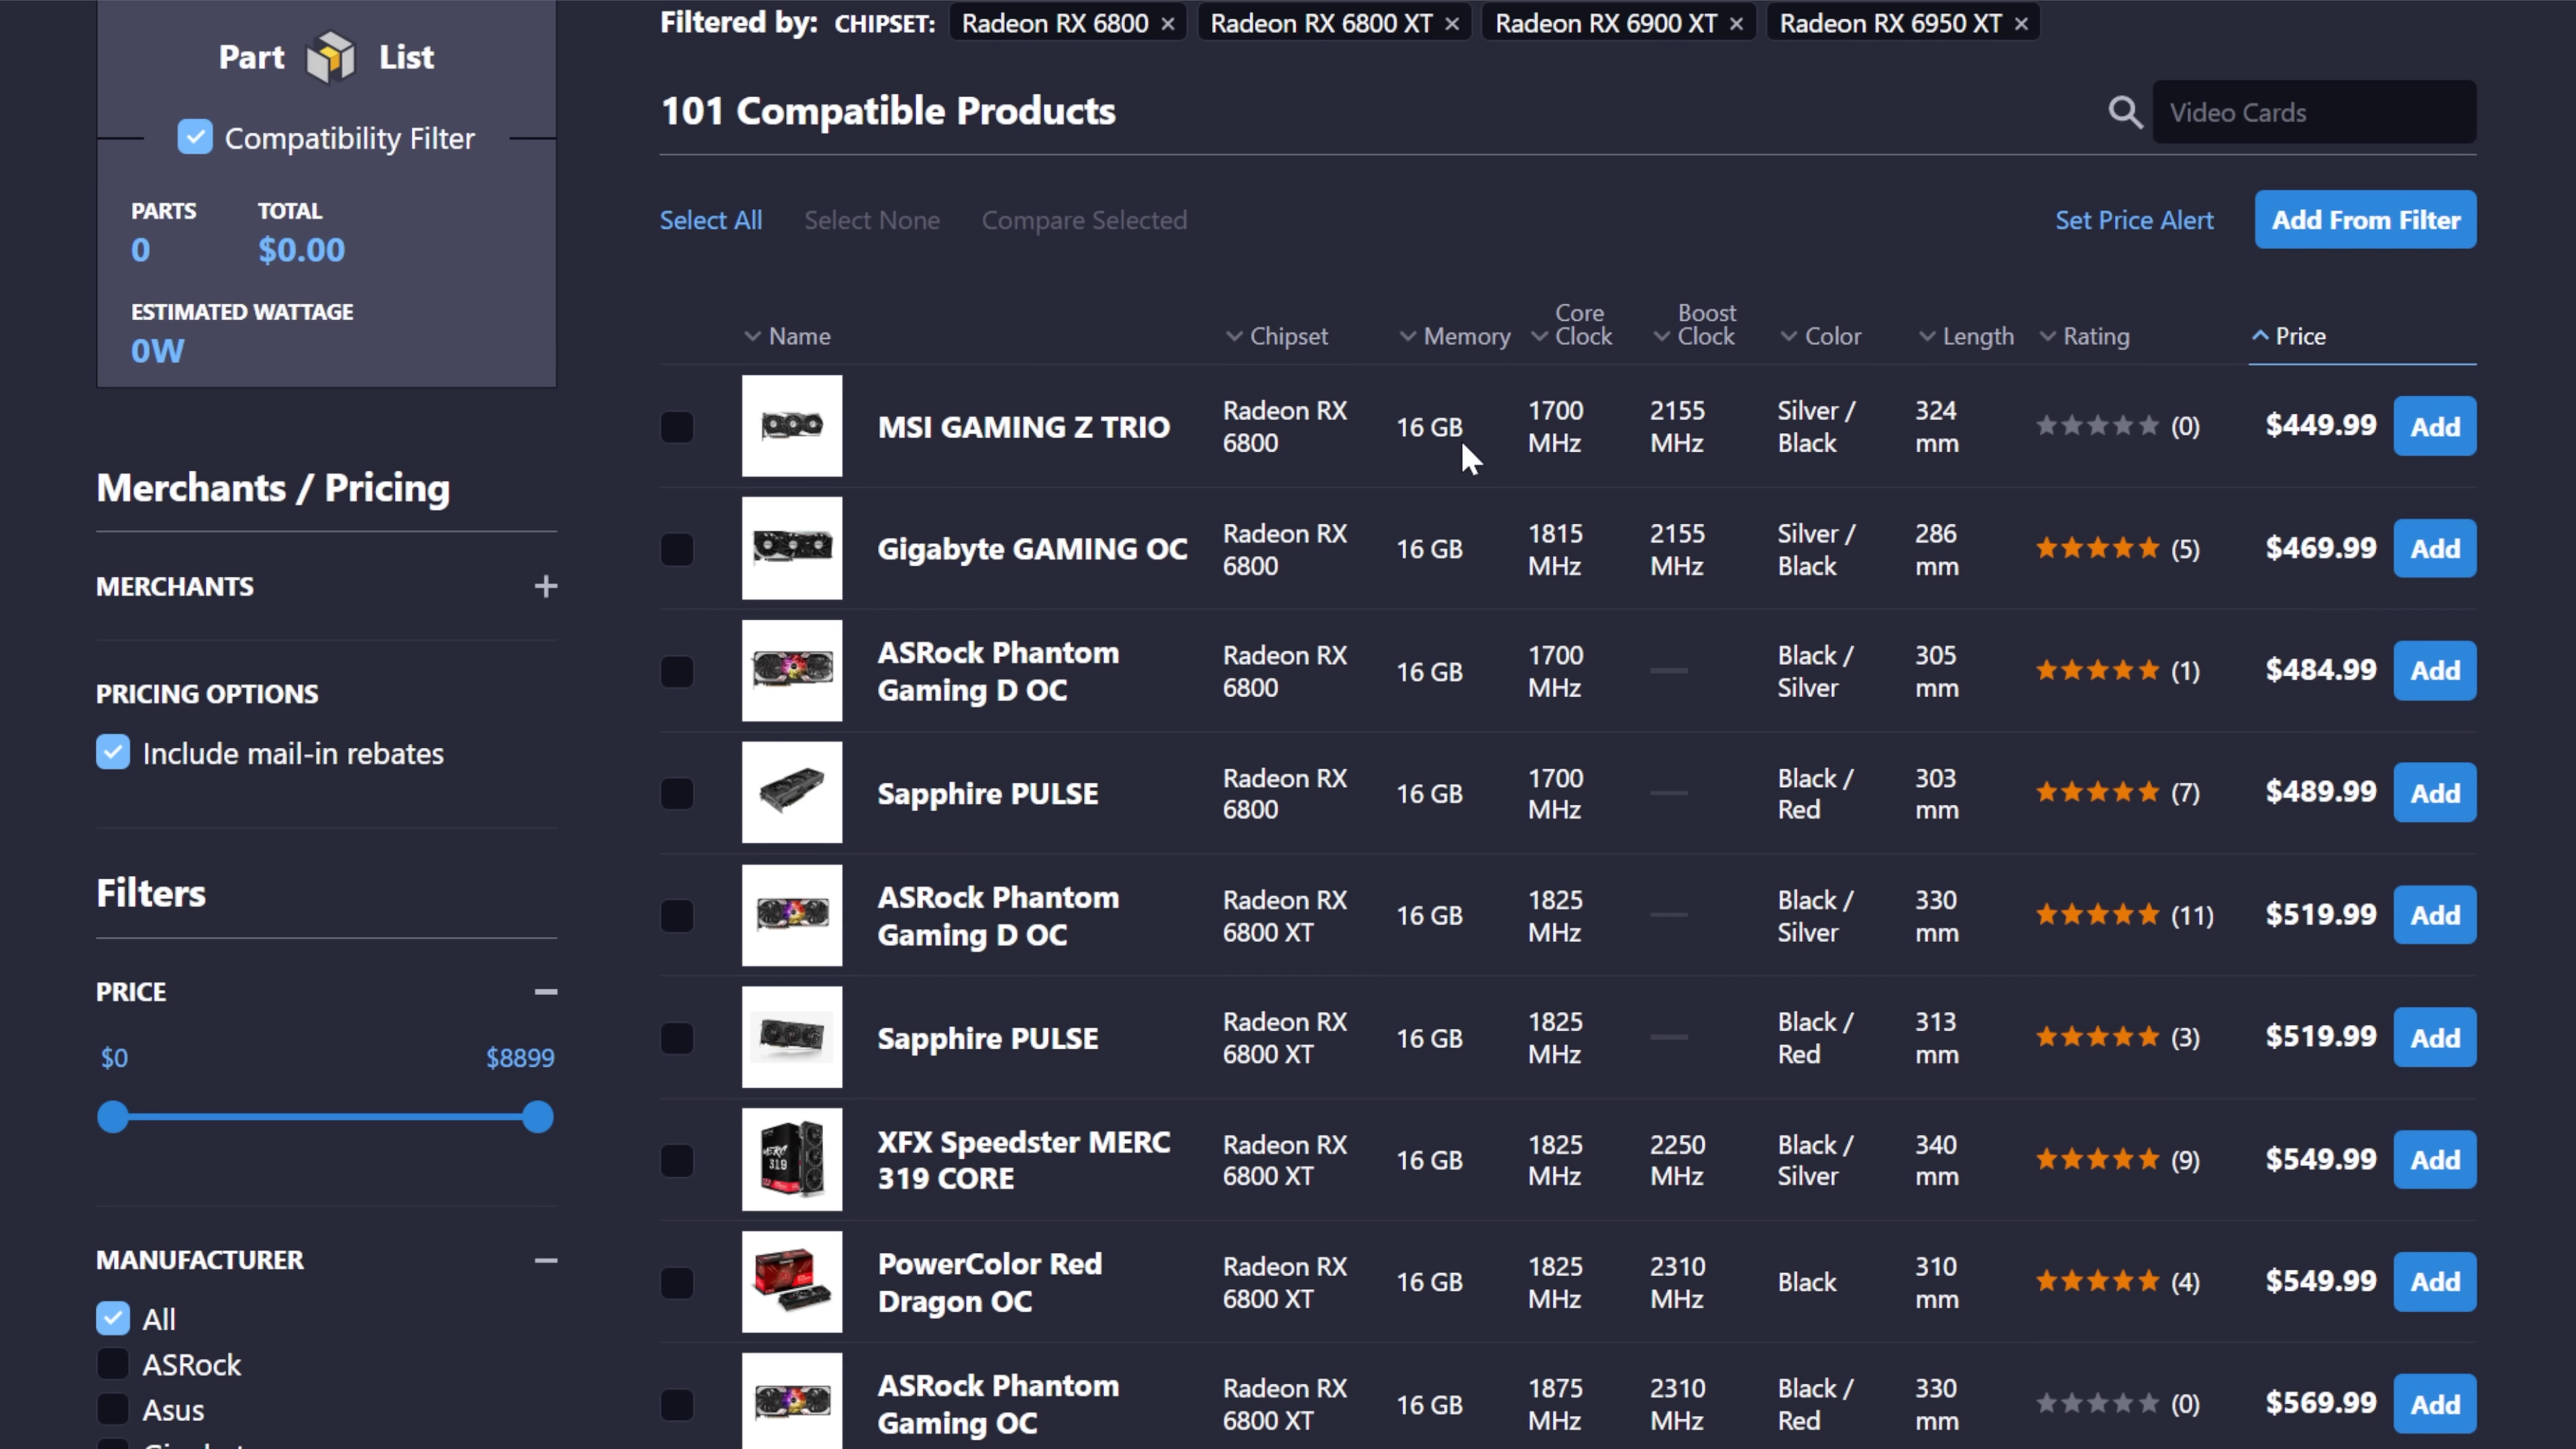 Part List
Compatibility Filter
PARTS TOTAL
0 $0.00
ESTIMATED WATTAGE
0W
Merchants / Pricing
MERCHANTS +
PRICING OPTIONS
Include mail-in rebates
Filters
PRICE
$0 $8899
MANUFACTURER
All
ASRock
Asus
Filtered by: CHIPSET: Radeon RX 6800 × Radeon RX 6800 XT × Radeon RX 6900 XT × Radeon RX 6950 XT ×
101 Compatible Products
Video Cards
Select All Select None Compare Selected Set Price Alert Add From Filter
Name Chipset Memory Core Clock Boost Clock Color Length Rating Price
MSI GAMING Z TRIO Radeon RX 6800 16 GB 1700 MHz 2155 MHz Silver / Black 324 mm (0) $449.99 Add
Gigabyte GAMING OC Radeon RX 6800 16 GB 1815 MHz 2155 MHz Silver / Black 286 mm (5) $469.99 Add
ASRock Phantom Gaming D OC Radeon RX 6800 16 GB 1700 MHz — Black / Silver 305 mm (1) $484.99 Add
Sapphire PULSE Radeon RX 6800 16 GB 1700 MHz — Black / Red 303 mm (7) $489.99 Add
ASRock Phantom Gaming D OC Radeon RX 6800 XT 16 GB 1825 MHz — Black / Silver 330 mm (11) $519.99 Add
Sapphire PULSE Radeon RX 6800 XT 16 GB 1825 MHz — Black / Red 313 mm (3) $519.99 Add
XFX Speedster MERC 319 CORE Radeon RX 6800 XT 16 GB 1825 MHz 2250 MHz Black / Silver 340 mm (9) $549.99 Add
PowerColor Red Dragon OC Radeon RX 6800 XT 16 GB 1825 MHz 2310 MHz Black 310 mm (4) $549.99 Add
ASRock Phantom Gaming OC Radeon RX 6800 XT 16 GB 1875 MHz 2310 MHz Black / Red 330 mm (0) $569.99 Add